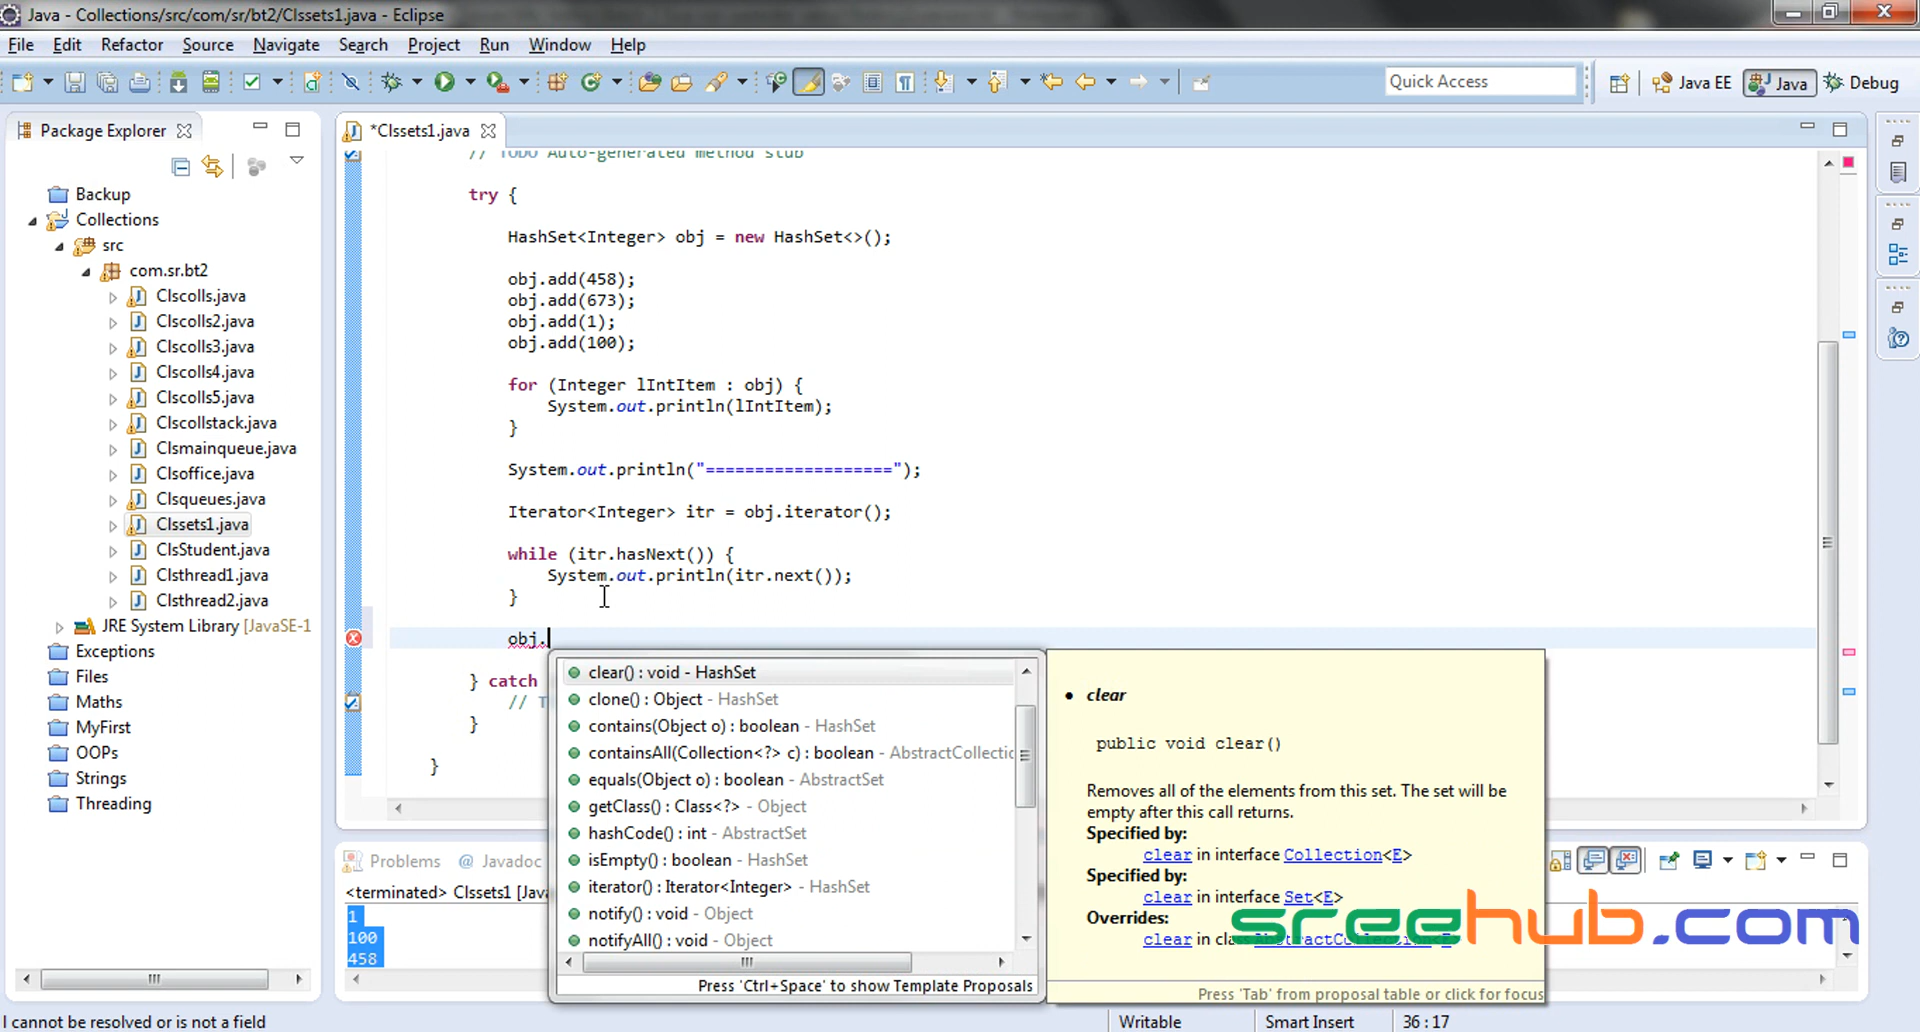 Java - Collections/src/com/sr/bt2/Clssets1.java - Eclipse
File Edit Refactor Source Navigate Search Project Run Window Help
Quick Access
Java EE
Java
Debug
Package Explorer
*Clssets1.java
Backup
Collections
src
com.sr.bt2
Clscolls.java
Clscolls2.java
Clscolls3.java
Clscolls4.java
Clscolls5.java
Clscollstack.java
Clsmainqueue.java
Clsoffice.java
Clsqueues.java
Clssets1.java
ClsStudent.java
Clsthread1.java
Clsthread2.java
JRE System Library [JavaSE-1
Exceptions
Files
Maths
MyFirst
OOPs
Strings
Threading
// TODO Auto-generated method stub
try {
HashSet<Integer> obj = new HashSet<>();
obj.add(458);
obj.add(673);
obj.add(1);
obj.add(100);
for (Integer lIntItem : obj) {
System.out.println(lIntItem);
}
System.out.println("===================");
Iterator<Integer> itr = obj.iterator();
while (itr.hasNext()) {
System.out.println(itr.next());
}
obj.
} catch
// T
}
}
clear() : void - HashSet
clone() : Object - HashSet
contains(Object o) : boolean - HashSet
containsAll(Collection<?> c) : boolean - AbstractCollectio
equals(Object o) : boolean - AbstractSet
getClass() : Class<?> - Object
hashCode() : int - AbstractSet
isEmpty() : boolean - HashSet
iterator() : Iterator<Integer> - HashSet
notify() : void - Object
notifyAll() : void - Object
Press 'Ctrl+Space' to show Template Proposals
clear
public void clear()
Removes all of the elements from this set. The set will be
empty after this call returns.
Specified by:
clear in interface Collection<E>
Specified by:
clear in interface Set<E>
Overrides:
clear in class AbstractCollection<E>
Press 'Tab' from proposal table or click for focus
Problems
@ Javadoc
<terminated> Clssets1 [Java
1
100
458
sreehub.com
I cannot be resolved or is not a field
Writable
Smart Insert
36 : 17